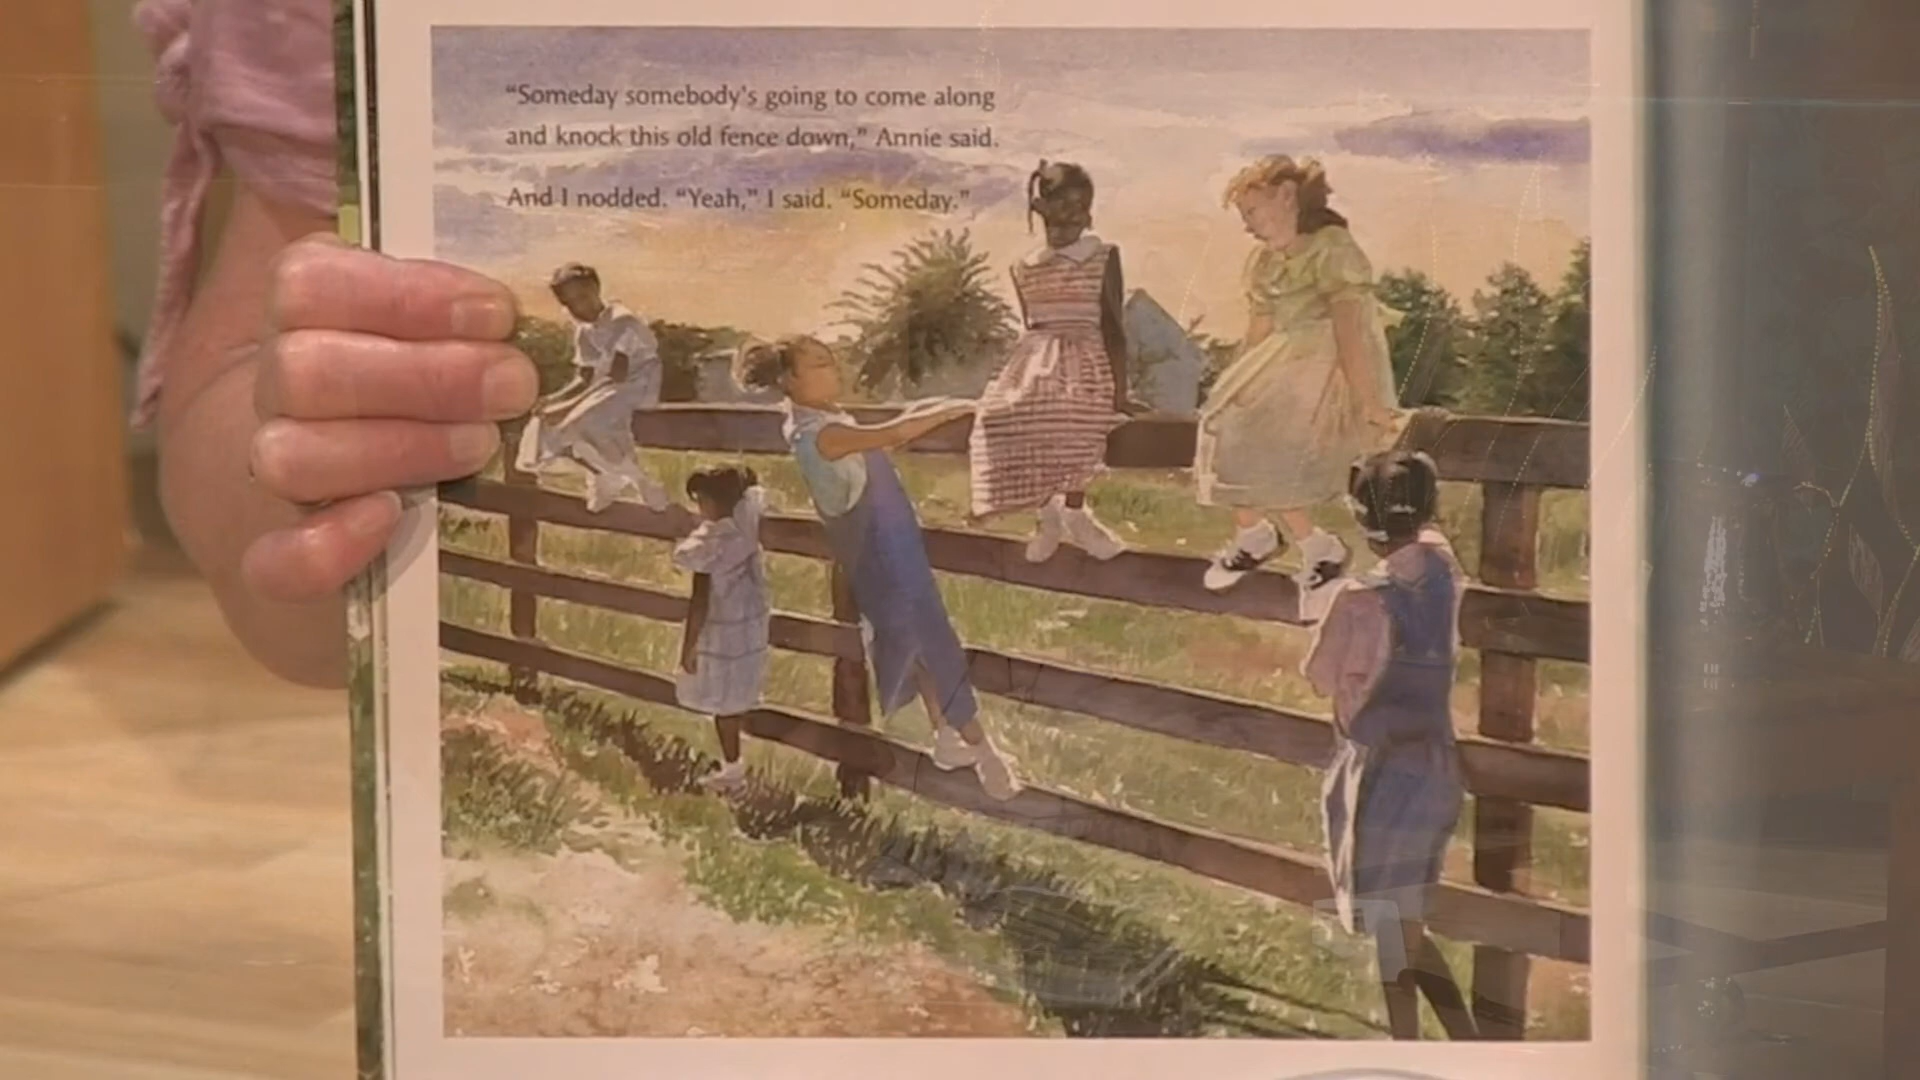 “Someday somebody’s going to come along
and knock this old fence down,” Annie said.
And I nodded. “Yeah,” I said. “Someday.”